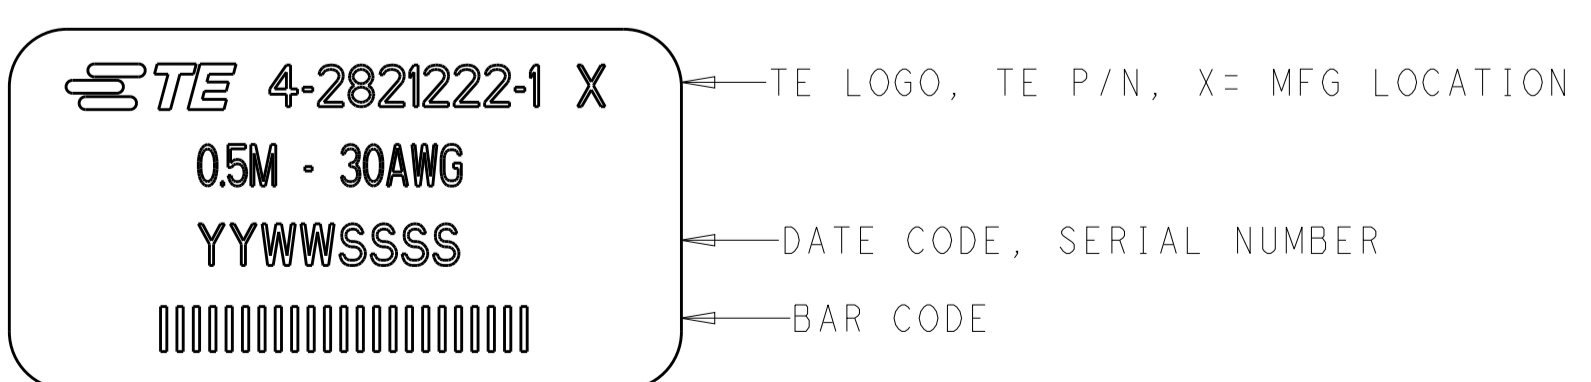 TE 4-2821222-1 X
TE LOGO, TE P/N, X= MFG LOCATION
0.5M - 30AWG
YYWWSSSS
DATE CODE, SERIAL NUMBER
BAR CODE